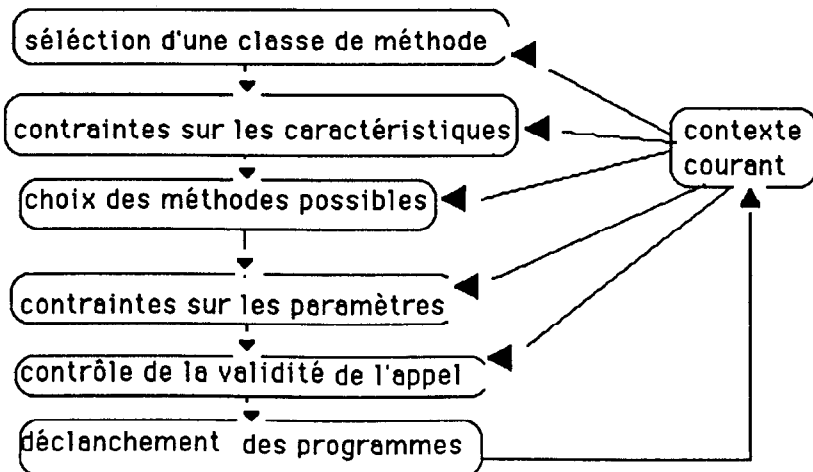 séléction d'une classe de méthode
contraintes sur les caractéristiques
contexte
courant
choix des méthodes possibles
contraintes sur les paramètres
contrôle de la validité de l'appel
déclanchement des programmes